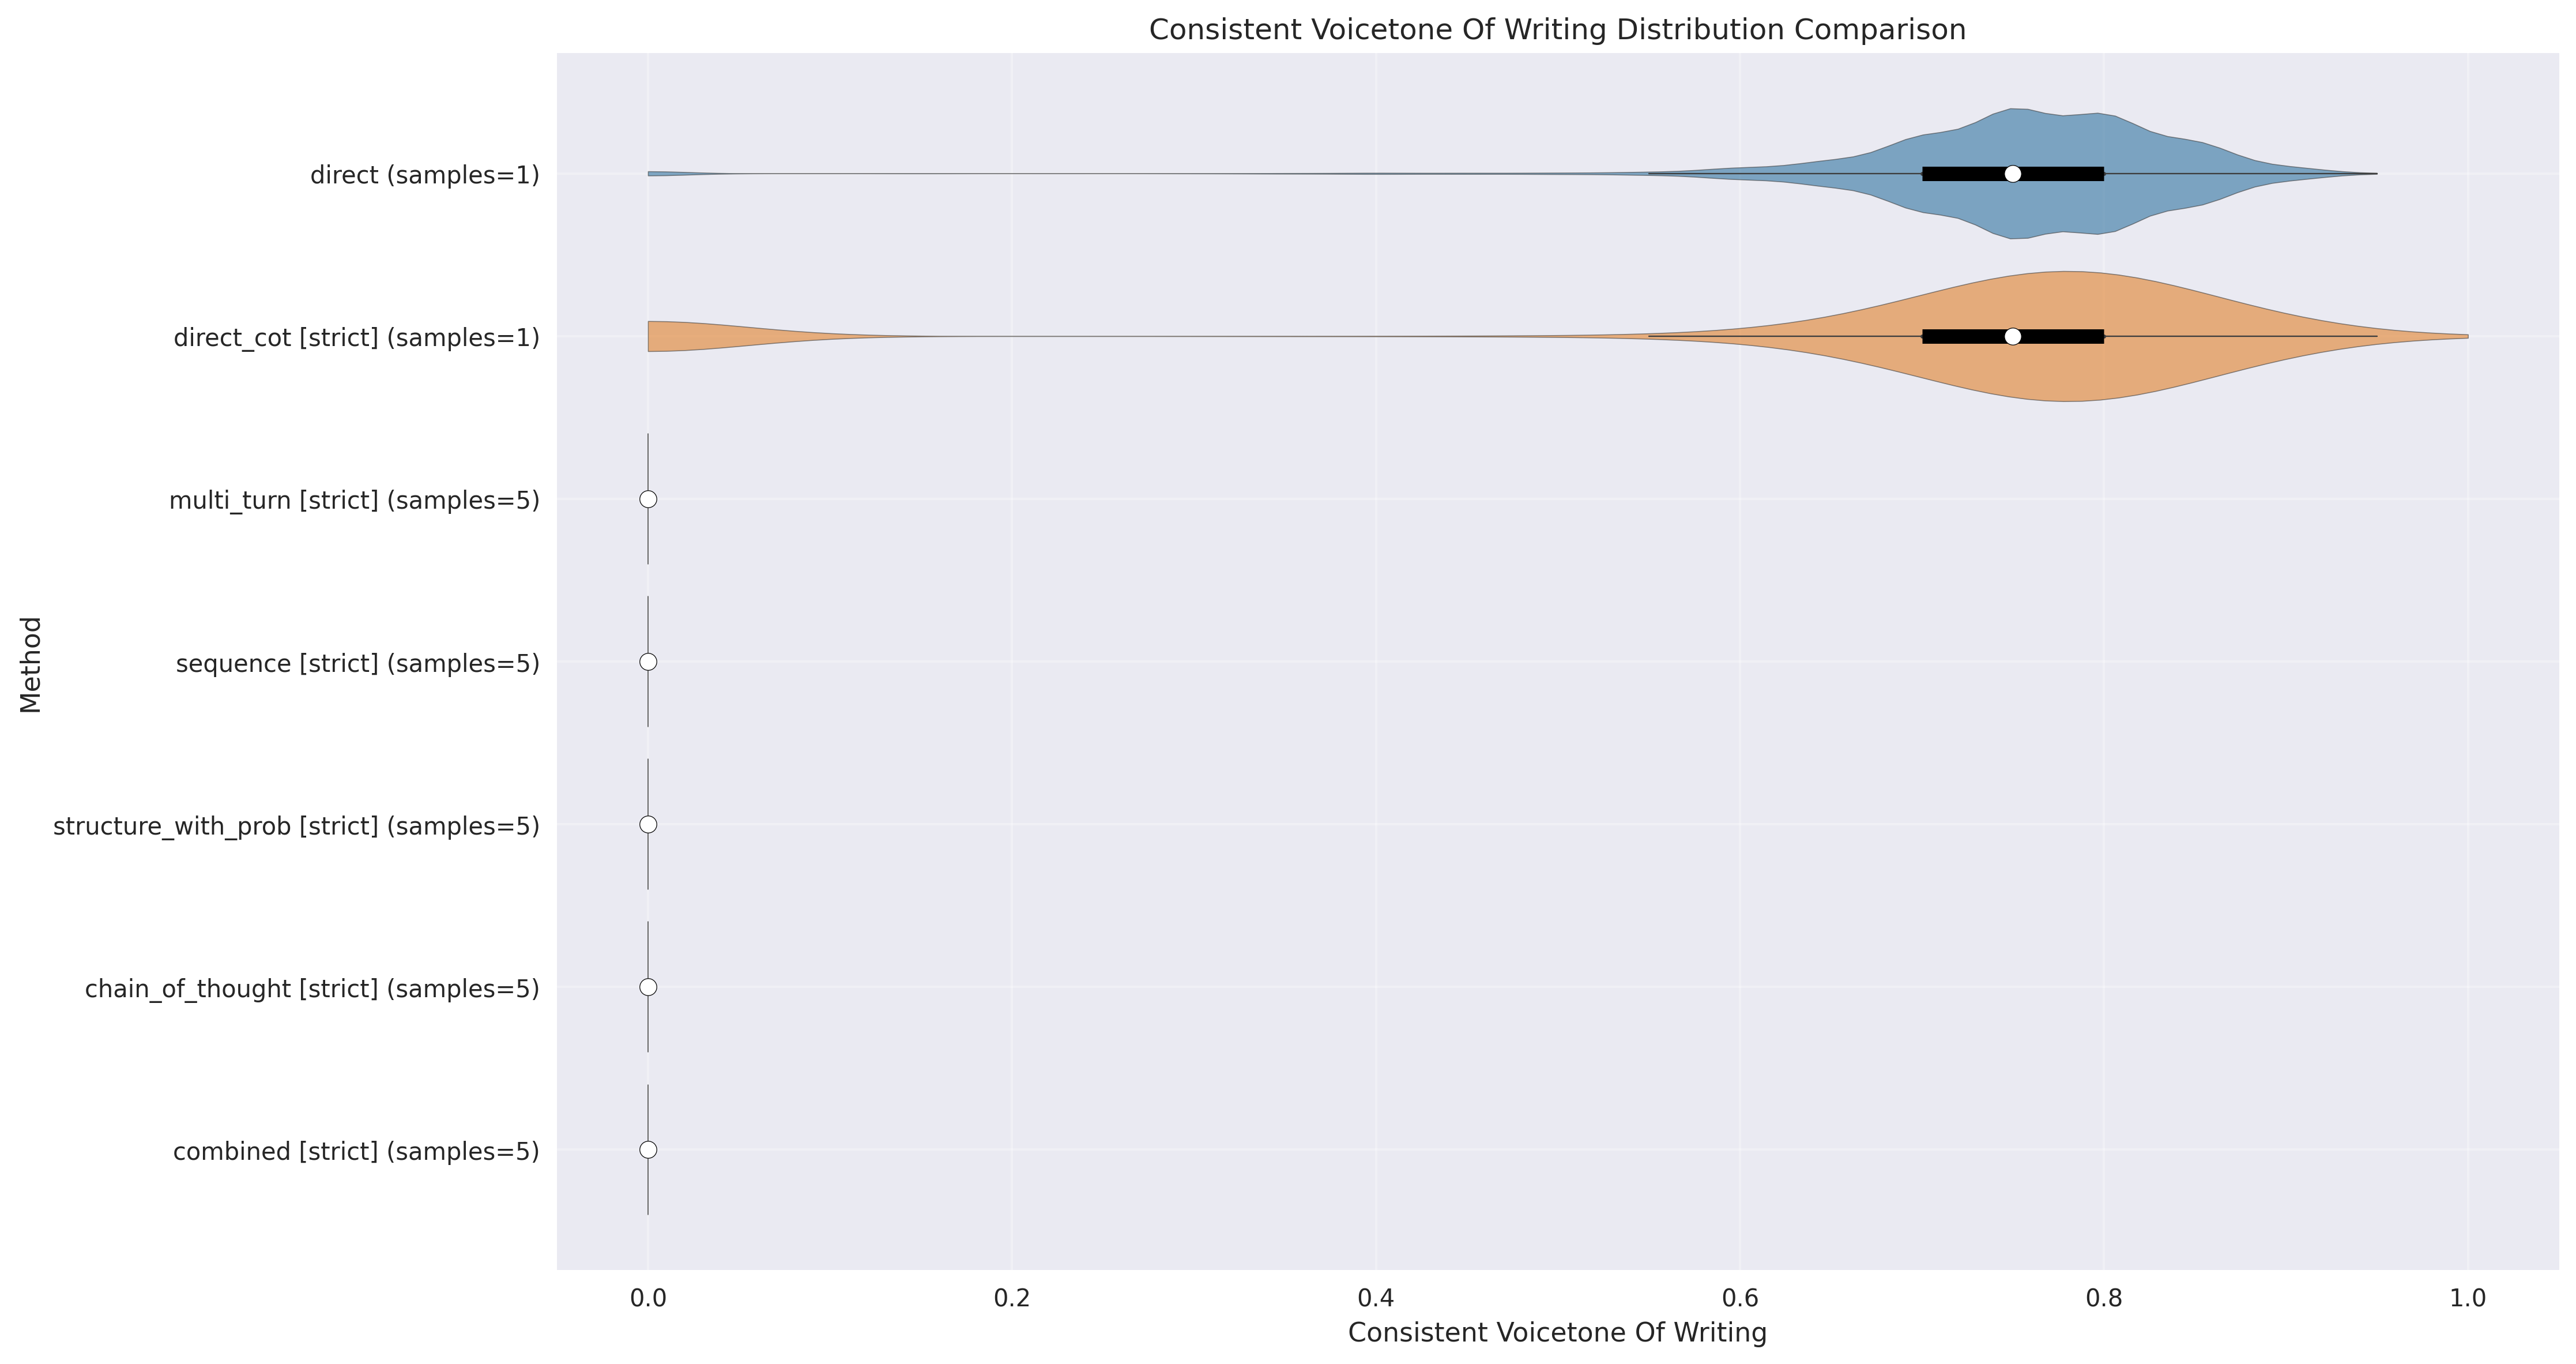 Consistent Voicetone Of Writing Distribution Comparison
direct (samples=1)
direct_cot [strict] (samples=1)
multi_turn [strict] (samples=5)
sequence [strict] (samples=5)
structure_with_prob [strict] (samples=5)
chain_of_thought [strict] (samples=5)
combined [strict] (samples=5)
Method
0.0 0.2 0.4 0.6 0.8 1.0
Consistent Voicetone Of Writing